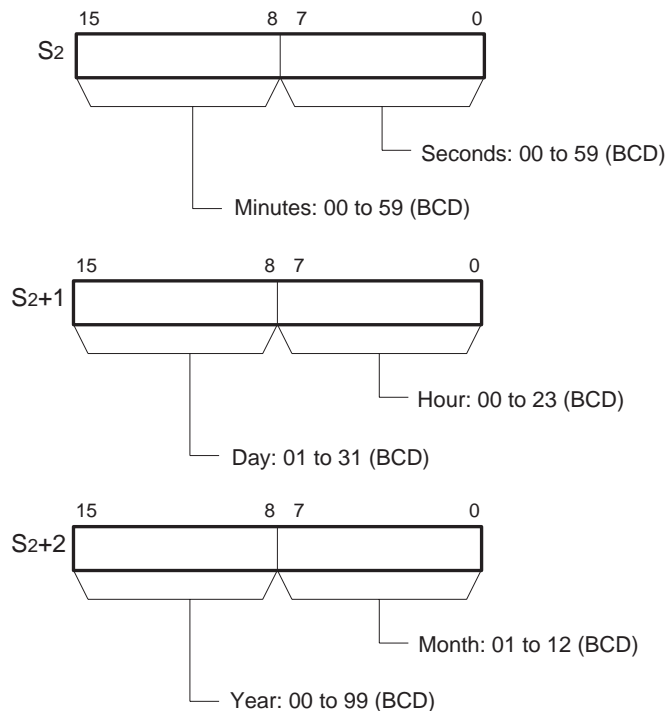 15 8 7 0
S2
Seconds: 00 to 59 (BCD)
Minutes: 00 to 59 (BCD)
15 8 7 0
S2+1
Hour: 00 to 23 (BCD)
Day: 01 to 31 (BCD)
15 8 7 0
S2+2
Month: 01 to 12 (BCD)
Year: 00 to 99 (BCD)